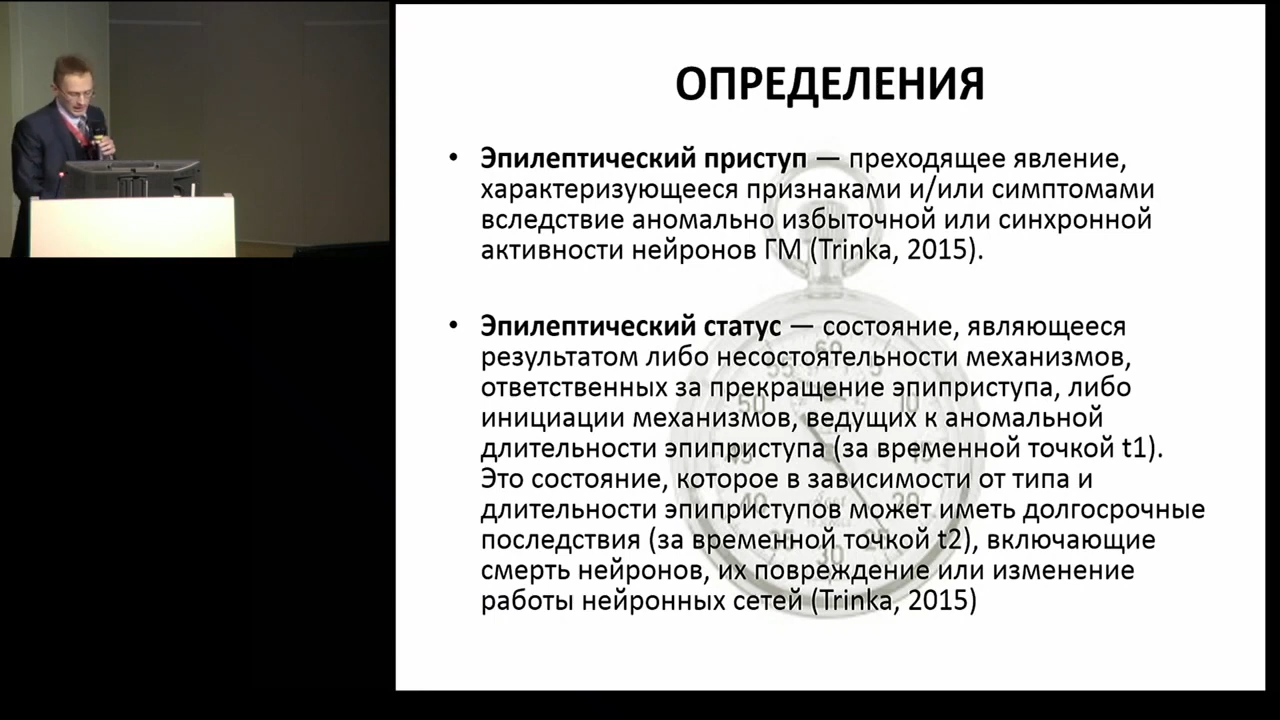 ОПРЕДЕЛЕНИЯ
• Эпилептический приступ — преходящее явление,
характеризующееся признаками и/или симптомами
вследствие аномально избыточной или синхронной
активности нейронов ГМ (Trinka, 2015).
• Эпилептический статус — состояние, являющееся
результатом либо несостоятельности механизмов,
ответственных за прекращение эпиприступа, либо
инициации механизмов, ведущих к аномальной
длительности эпиприступа (за временной точкой t1).
Это состояние, которое в зависимости от типа и
длительности эпиприступов может иметь долгосрочные
последствия (за временной точкой t2), включающие
смерть нейронов, их повреждение или изменение
работы нейронных сетей (Trinka, 2015)